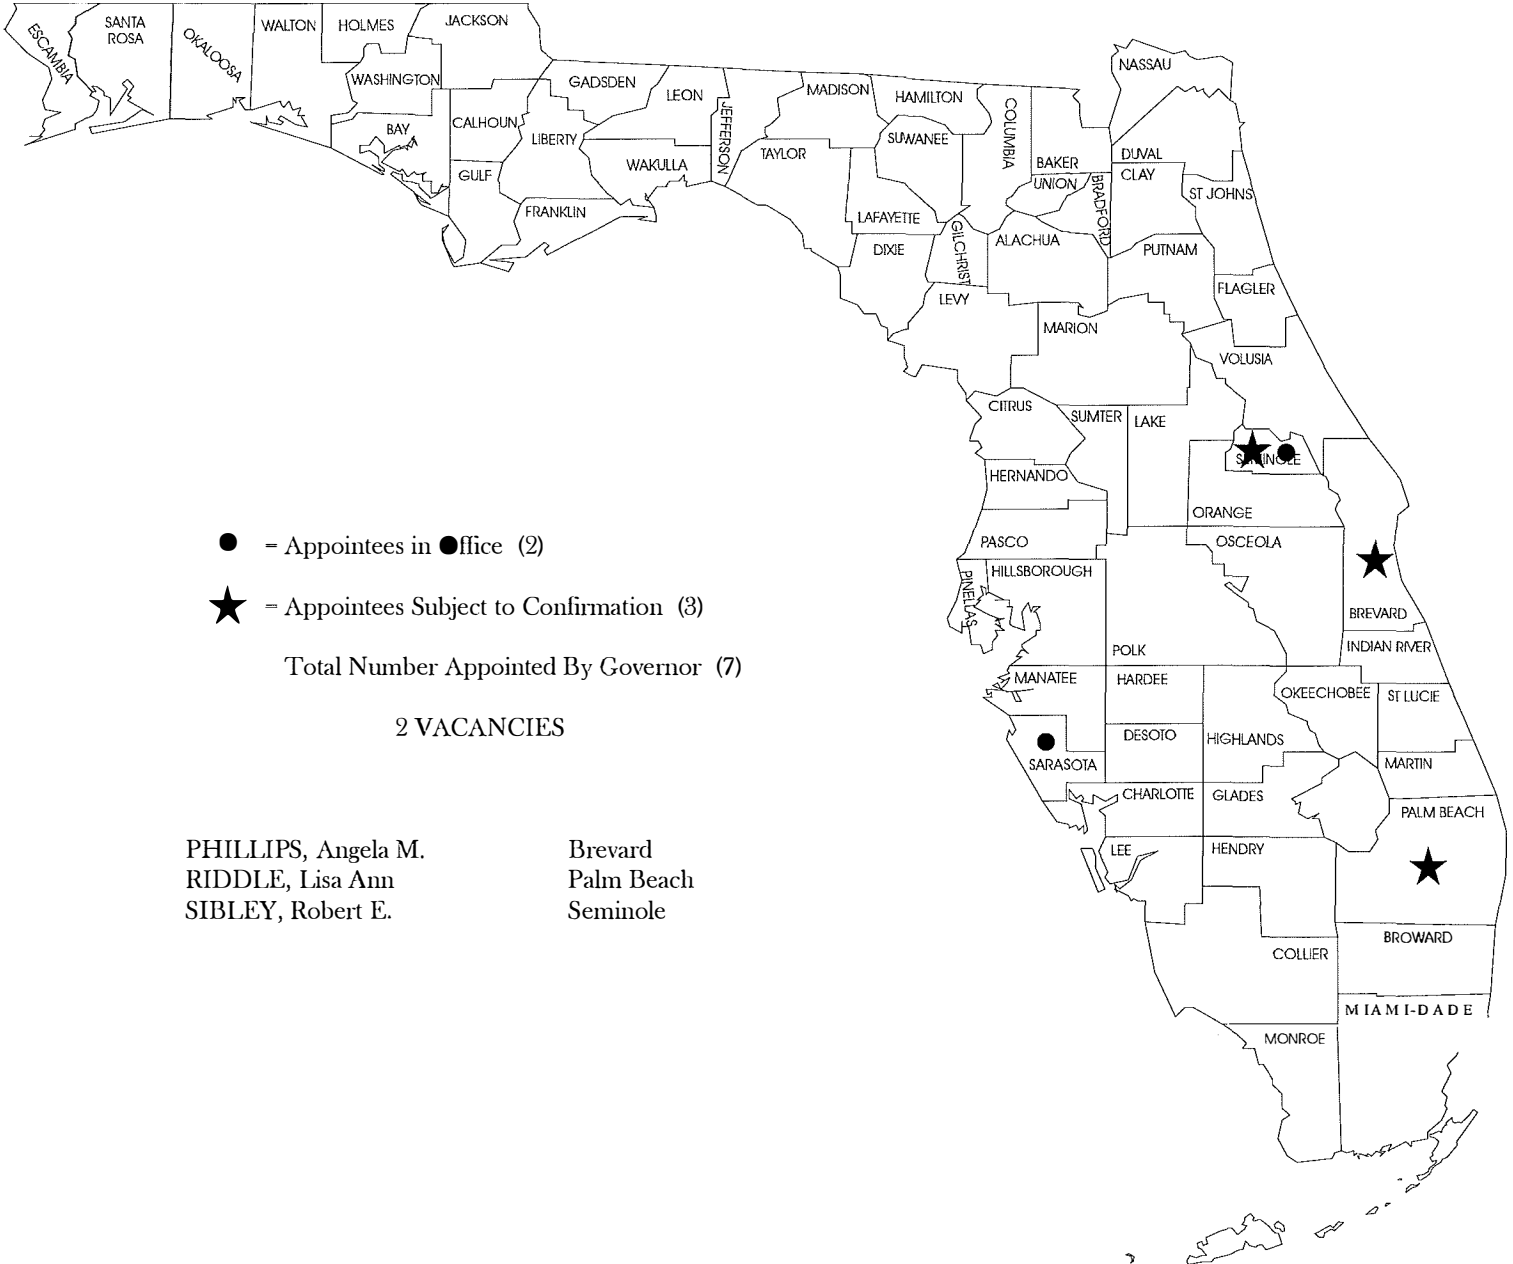 ESCAMBIA
SANTA
ROSA
OKALOOSA
WALTON
HOLMES
JACKSON
WASHINGTON
BAY
CALHOUN
GULF
LIBERTY
GADSDEN
FRANKLIN
LEON
WAKULLA
JEFFERSON
MADISON
TAYLOR
HAMILTON
SUWANEE
LAFAYETTE
DIXIE
COLUMBIA
GILCHRIST
LEVY
BAKER
UNION
BRADFORD
ALACHUA
NASSAU
DUVAL
CLAY
ST JOHNS
PUTNAM
FLAGLER
MARION
VOLUSIA
CITRUS
SUMTER
LAKE
SEMINOLE
HERNANDO
ORANGE
PASCO
OSCEOLA
HILLSBOROUGH
PINELLAS
BREVARD
POLK
INDIAN RIVER
MANATEE
HARDEE
OKEECHOBEE
ST LUCIE
DESOTO
HIGHLANDS
SARASOTA
MARTIN
CHARLOTTE
GLADES
PALM BEACH
LEE
HENDRY
BROWARD
COLLIER
MIAMI-DADE
MONROE
= Appointees in Office (2)
= Appointees Subject to Confirmation (3)
Total Number Appointed By Governor (7)
2 VACANCIES
PHILLIPS, Angela M. Brevard
RIDDLE, Lisa Ann Palm Beach
SIBLEY, Robert E. Seminole